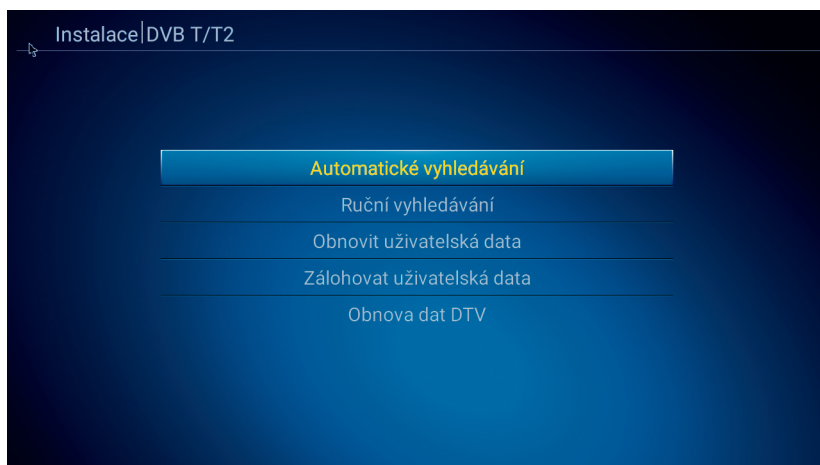 Instalace|DVB T/T2
Automatické vyhledávání
Ruční vyhledávání
Obnovit uživatelská data
Zálohovat uživatelská data
Obnova dat DTV